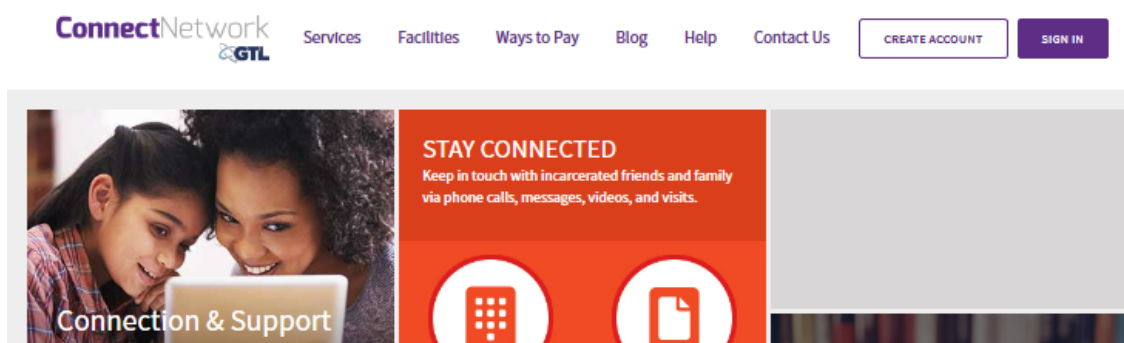 ConnectNetwork
GTL
Services
Facilities
Ways to Pay
Blog
Help
Contact Us
CREATE ACCOUNT
SIGN IN
STAY CONNECTED
Keep in touch with incarcerated friends and family
via phone calls, messages, videos, and visits.
Connection & Support